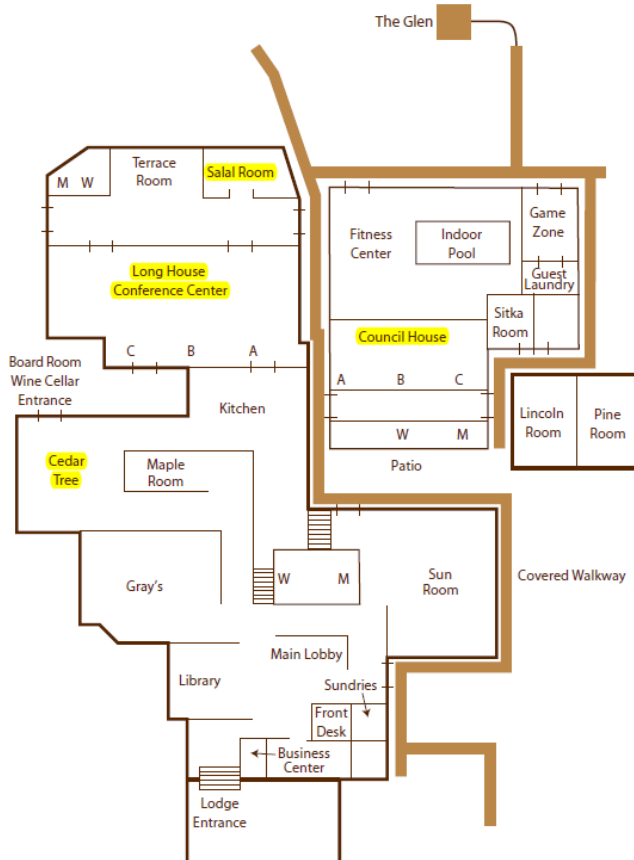 The Glen
Terrace
Room
Salal Room
M W
Long House
Conference Center
C B A
Board Room
Wine Cellar
Entrance
Kitchen
Cedar
Tree
Maple
Room
Gray's
W M
Sun
Room
Main Lobby
Library
Sundries
Front
Desk
Business
Center
Lodge
Entrance
Fitness
Center
Indoor
Pool
Game
Zone
Guest
Laundry
Sitka
Room
Council House
A B C
W M
Patio
Lincoln
Room
Pine
Room
Covered Walkway